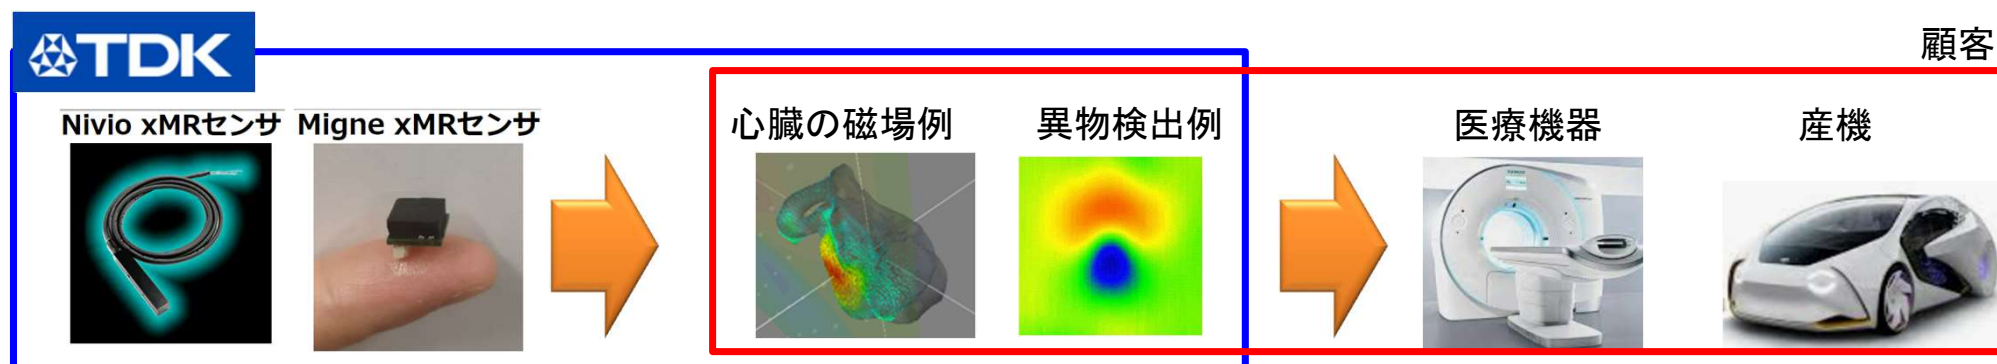 TDK
顧客
Nivio xMRセンサ
Migne xMRセンサ
心臓の磁場例
異物検出例
医療機器
産機